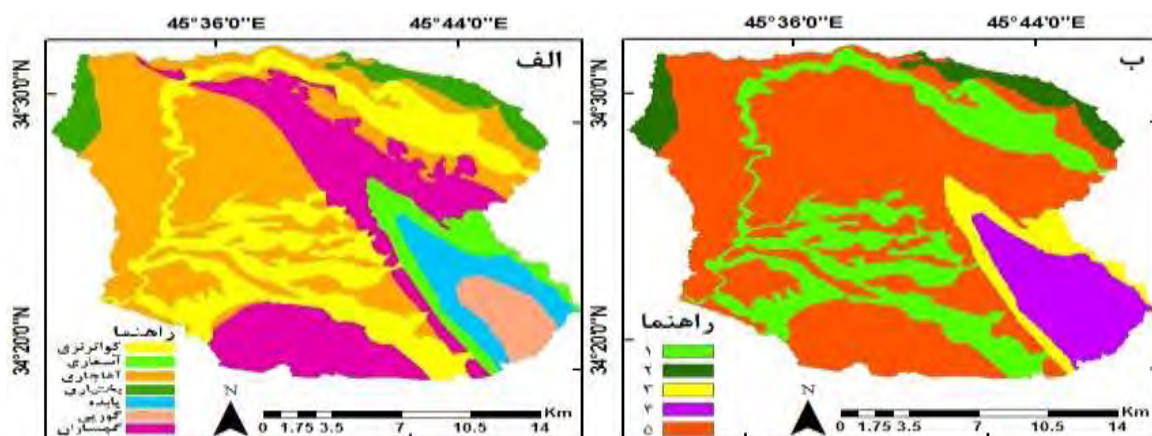 45°36'0"E 45°44'0"E
45°36'0"E 45°44'0"E
الف
ب
34°30'0"N
34°30'0"N
34°20'0"N
34°20'0"N
راهنما
کواترنری
آسماری
آغاجاری
بختیاری
پابده
گورپی
گچساران
راهنما
۱
۲
۳
۴
۵
N
Km
0 1.75 3.5 7 10.5 14
N
Km
0 1.75 3.5 7 10.5 14